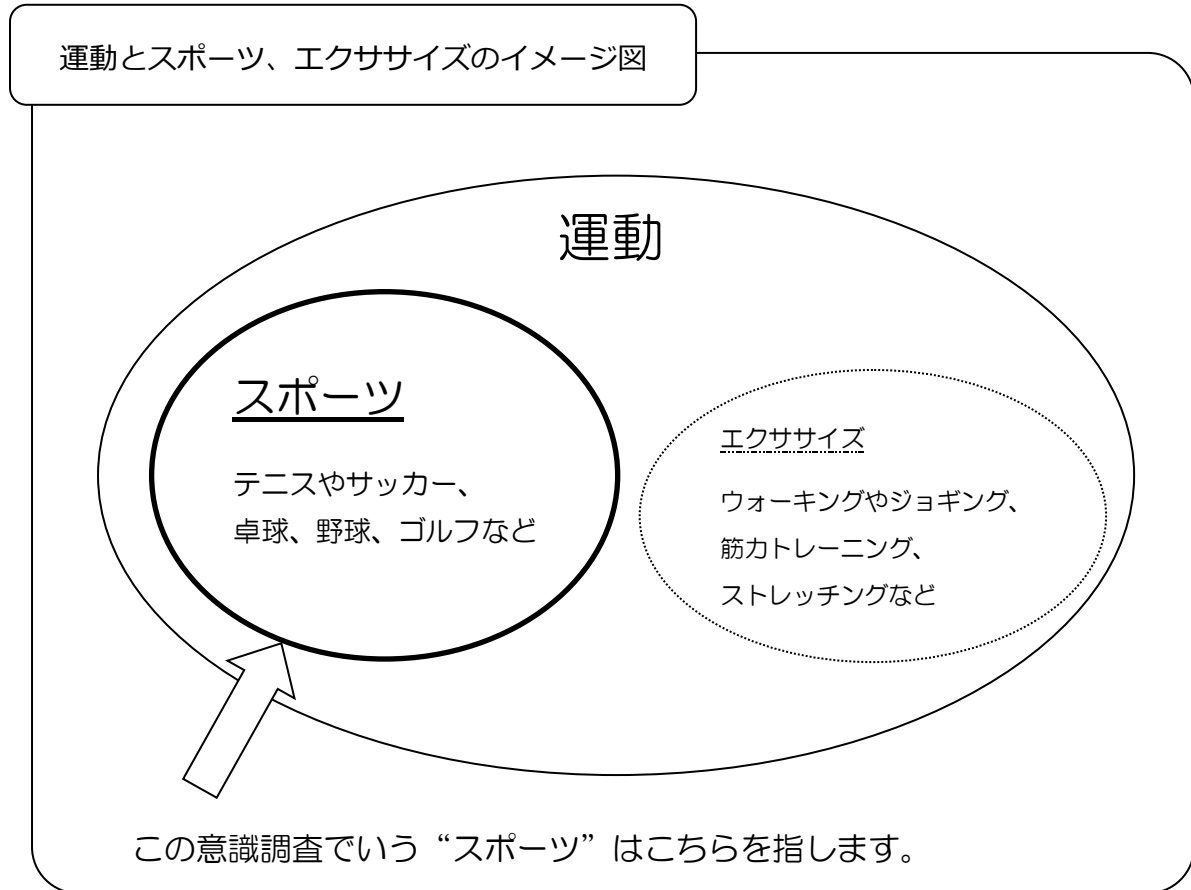 運動とスポーツ、エクササイズのイメージ図
運動
スポーツ
テニスやサッカー、
卓球、野球、ゴルフなど
エクササイズ
ウォーキングやジョギング、
筋力トレーニング、
ストレッチングなど
この意識調査でいう“スポーツ”はこちらを指します。